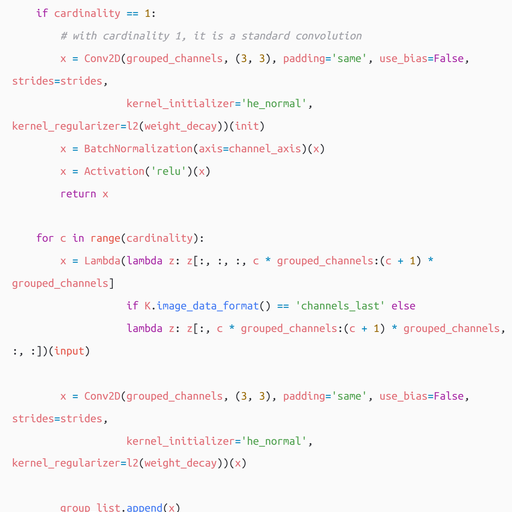 if cardinality == 1:
# with cardinality 1, it is a standard convolution
x = Conv2D(grouped_channels, (3, 3), padding='same', use_bias=False,
strides=strides,
kernel_initializer='he_normal',
kernel_regularizer=l2(weight_decay))(init)
x = BatchNormalization(axis=channel_axis)(x)
x = Activation('relu')(x)
return x
for c in range(cardinality):
x = Lambda(lambda z: z[:, :, :, c * grouped_channels:(c + 1) *
grouped_channels]
if K.image_data_format() == 'channels_last' else
lambda z: z[:, c * grouped_channels:(c + 1) * grouped_channels,
:, :])(input)
x = Conv2D(grouped_channels, (3, 3), padding='same', use_bias=False,
strides=strides,
kernel_initializer='he_normal',
kernel_regularizer=l2(weight_decay))(x)
group_list.append(x)